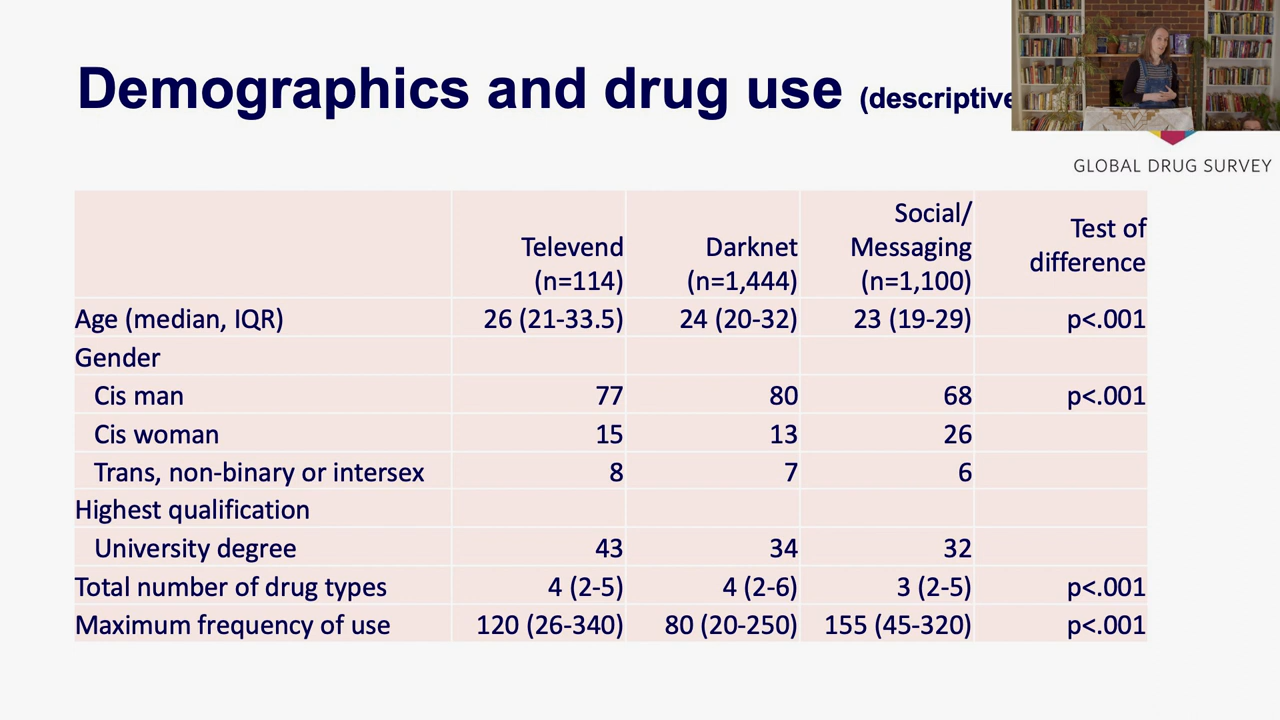 Demographics and drug use (descriptive
GLOBAL DRUG SURVEY
Televend (n=114) Darknet (n=1,444) Social/ Messaging (n=1,100) Test of difference
Age (median, IQR) 26 (21-33.5) 24 (20-32) 23 (19-29) p<.001
Gender
Cis man 77 80 68 p<.001
Cis woman 15 13 26
Trans, non-binary or intersex 8 7 6
Highest qualification
University degree 43 34 32
Total number of drug types 4 (2-5) 4 (2-6) 3 (2-5) p<.001
Maximum frequency of use 120 (26-340) 80 (20-250) 155 (45-320) p<.001